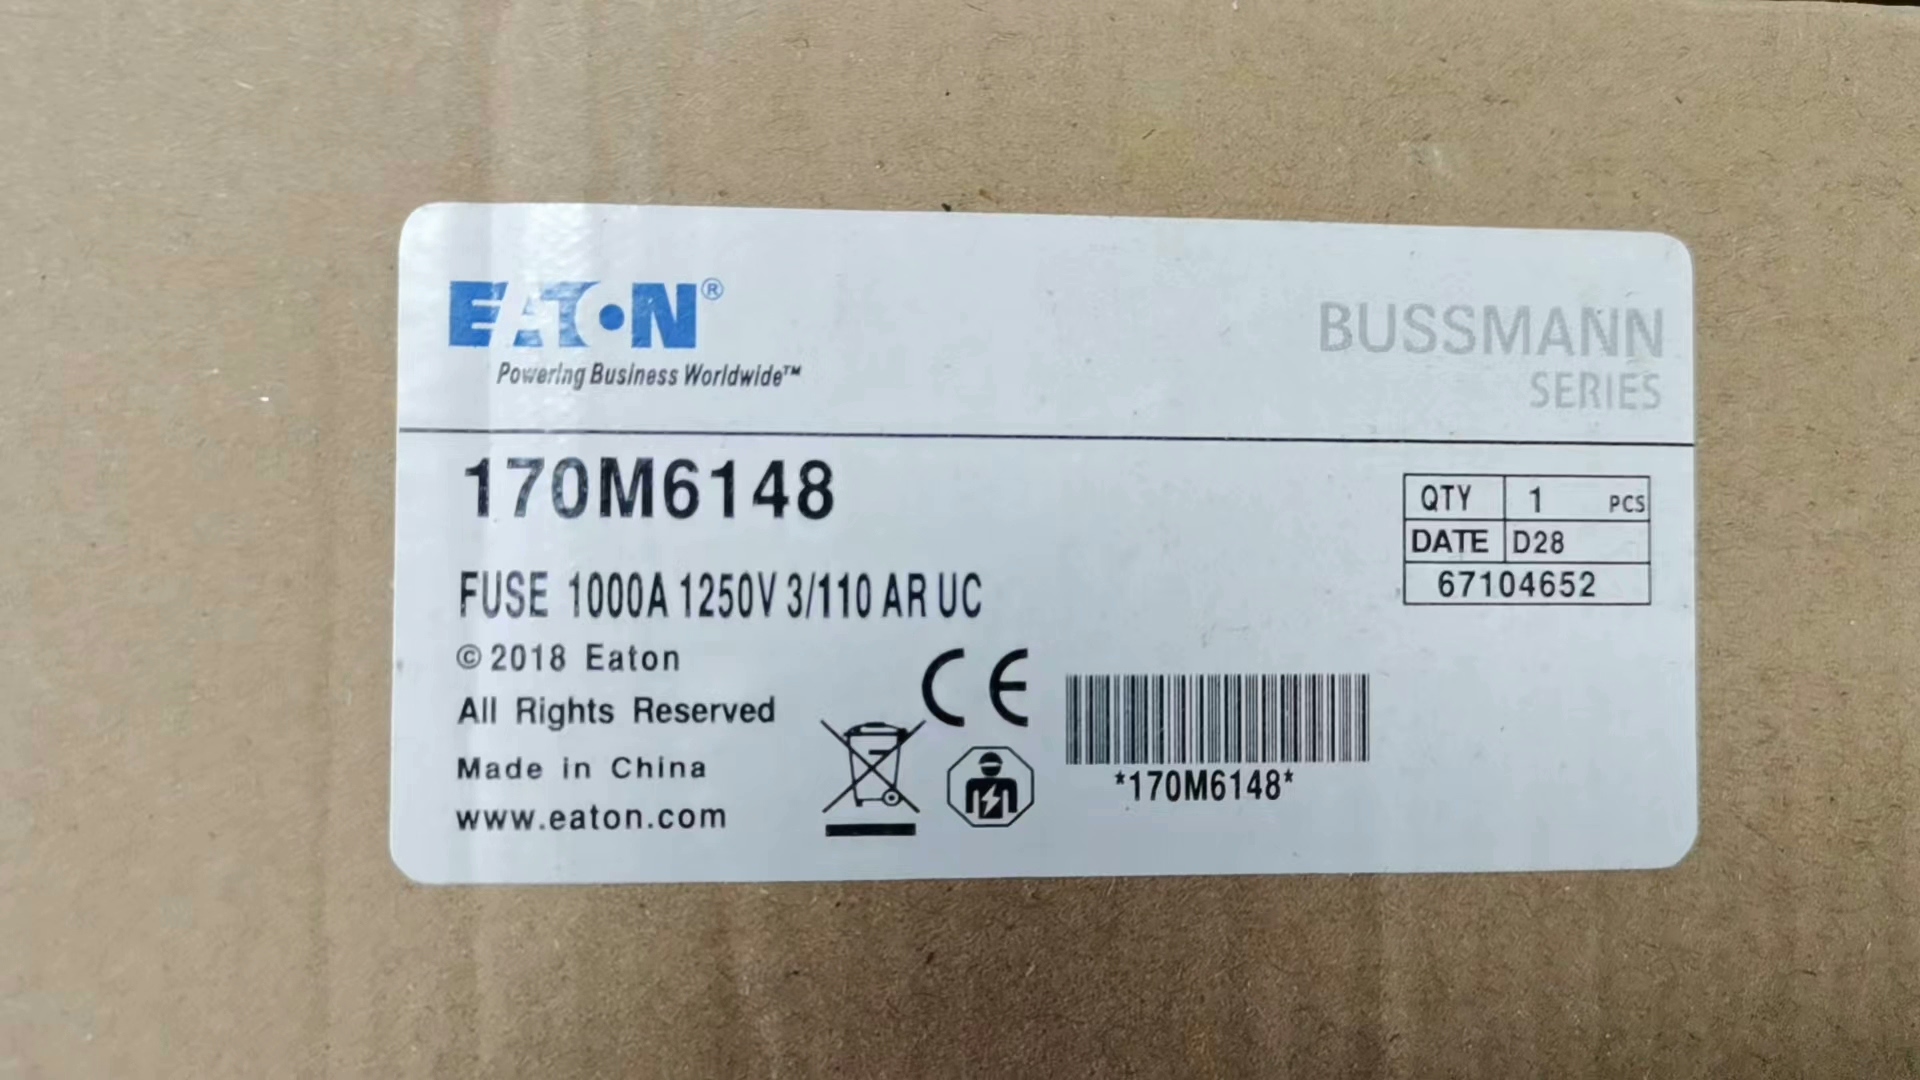 EATON®
Powering Business Worldwide™
BUSSMANN
SERIES
170M6148
QTY 1 PCS
DATE D28
67104652
FUSE 1000A 1250V 3/110 AR UC
© 2018 Eaton
All Rights Reserved
Made in China
www.eaton.com
CE
*170M6148*